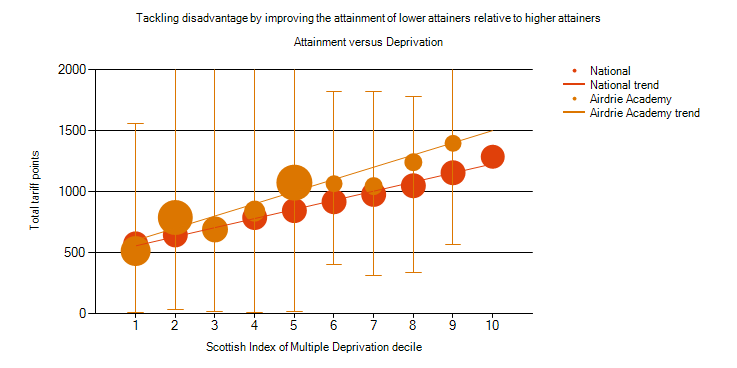 Tackling disadvantage by improving the attainment of lower attainers relative to higher attainers
Attainment versus Deprivation
2000
1500
1000
500
0
Total tariff points
1 2 3 4 5 6 7 8 9 10
Scottish Index of Multiple Deprivation decile
National
National trend
Airdrie Academy
Airdrie Academy trend